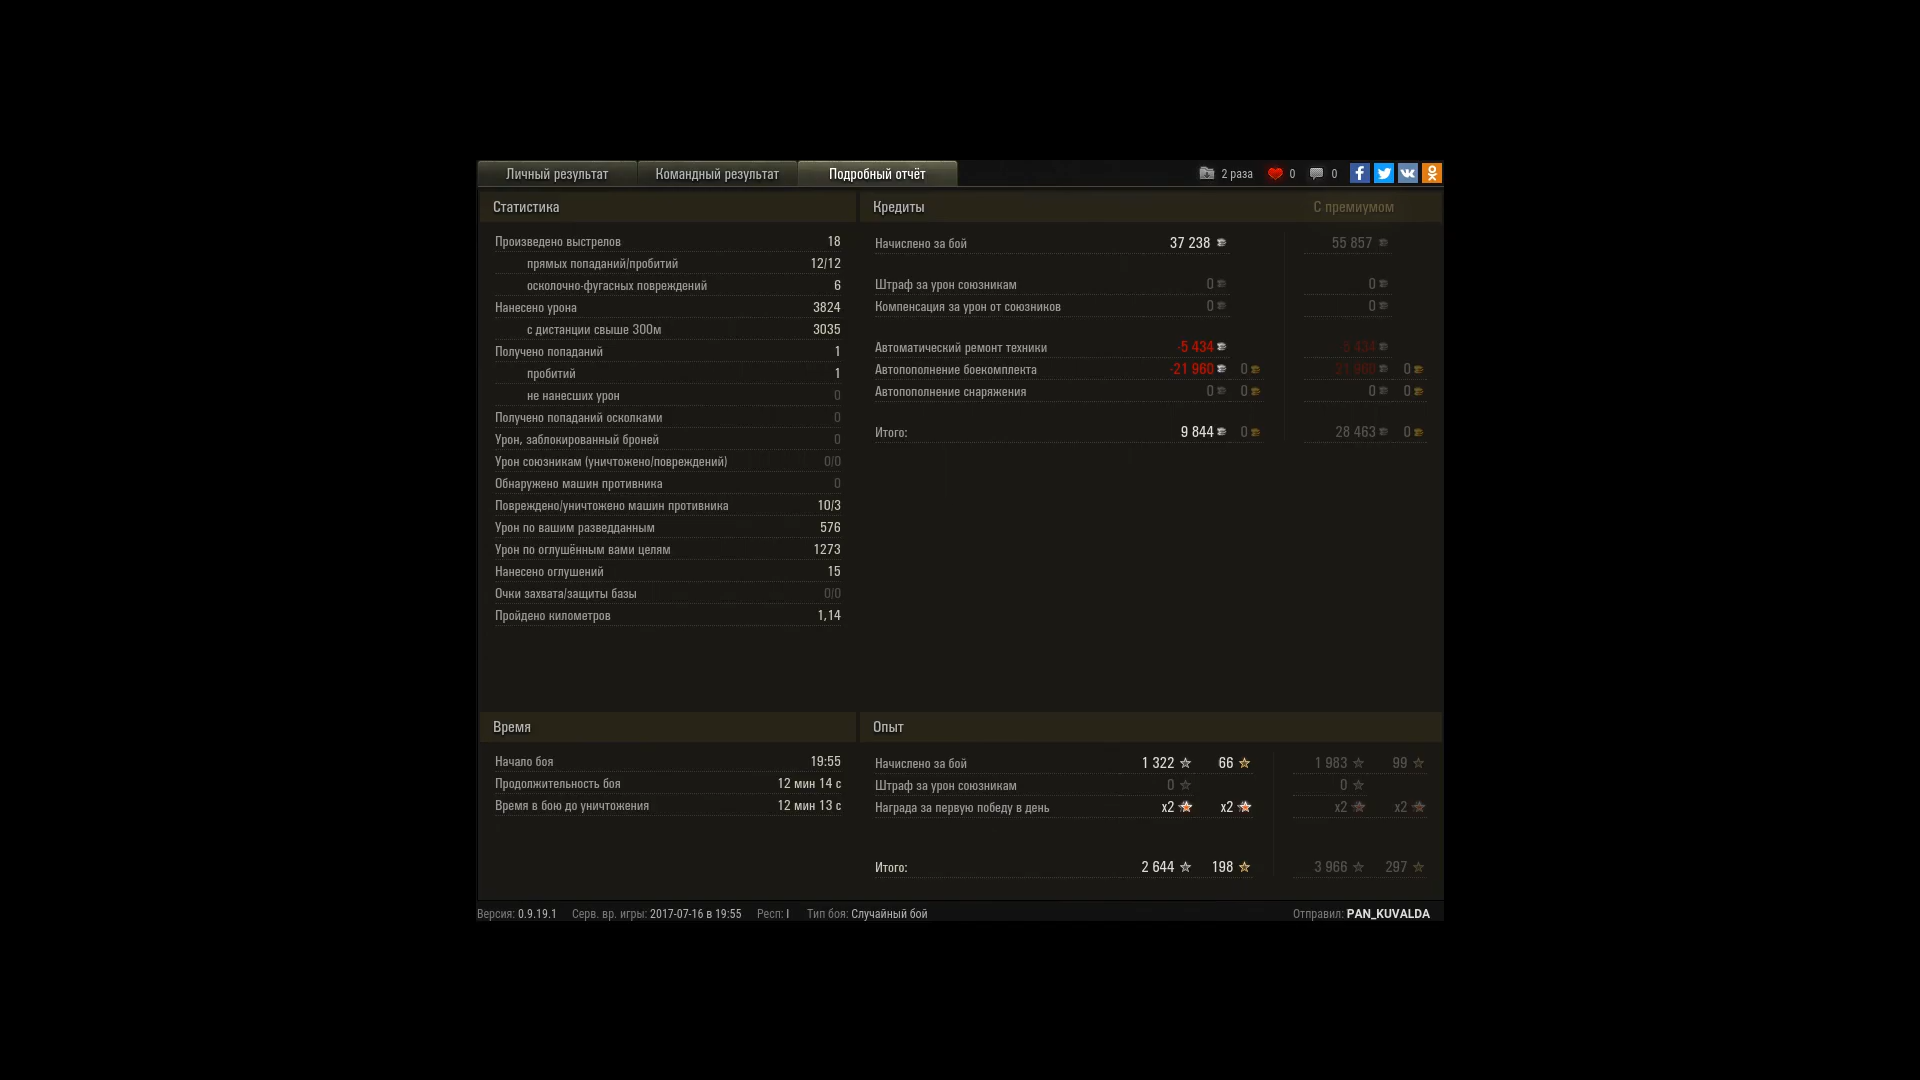 Личный результат Командный результат Подробный отчёт 2 раза 0 0
Статистика
Произведено выстрелов 18
прямых попаданий/пробитий 12/12
осколочно-фугасных повреждений 6
Нанесено урона 3824
с дистанции свыше 300м 3035
Получено попаданий 1
пробитий 1
не нанесших урон 0
Получено попаданий осколками 0
Урон, заблокированный броней 0
Урон союзникам (уничтожено/повреждений) 0/0
Обнаружено машин противника 0
Повреждено/уничтожено машин противника 10/3
Урон по вашим разведданным 576
Урон по оглушённым вами целям 1273
Нанесено оглушений 15
Очки захвата/защиты базы 0/0
Пройдено километров 1,14
Кредиты С премиумом
Начислено за бой 37 238 55 857
Штраф за урон союзникам 0 0
Компенсация за урон от союзников 0 0
Автоматический ремонт техники -5 434 -5 434
Автопополнение боекомплекта -21 960 0 -21 960 0
Автопополнение снаряжения 0 0 0 0
Итого: 9 844 0 28 463 0
Время
Начало боя 19:55
Продолжительность боя 12 мин 14 с
Время в бою до уничтожения 12 мин 13 с
Опыт
Начислено за бой 1 322 66 1 983 99
Штраф за урон союзникам 0 0
Награда за первую победу в день x2 x2 x2 x2
Итого: 2 644 198 3 966 297
Версия: 0.9.19.1 Серв. вр. игры: 2017-07-16 в 19:55 Респ: I Тип боя: Случайный бой Отправил: PAN_KUVALDA